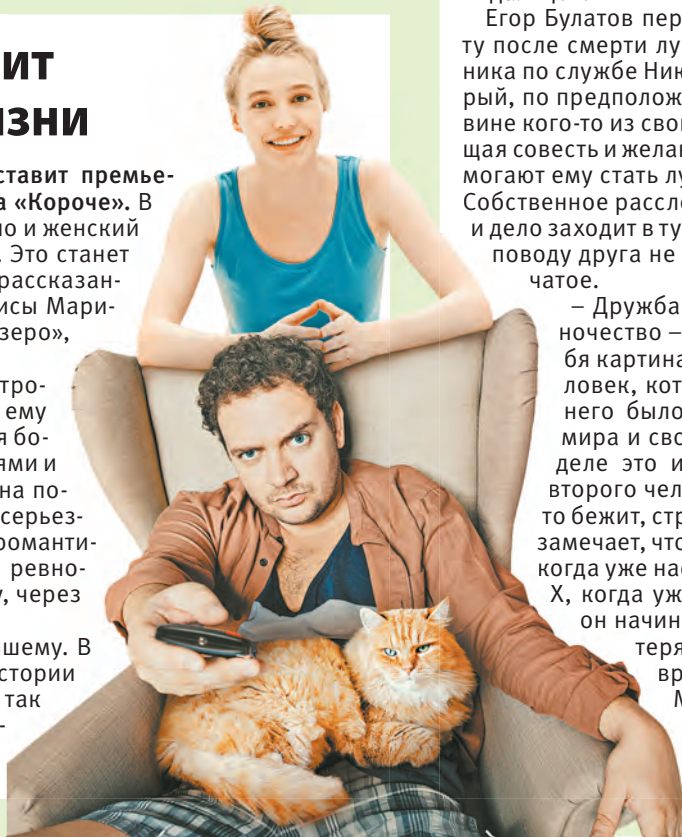 ит
изни
ставит премье-
а «Короче». В
но и женский
. Это станет
рассказан-
исы Мари-
зеро»,
тро-
ему
я бо-
ями и
на по-
серьез-
романти-
ревно-
у, через
шему. В
стории
так
-
Егор Булатов пер
ту после смерти лу
ника по службе Ник
рый, по предполож
вине кого-то из свои
щая совесть и желан
могают ему стать лу
Собственное рассле
и дело заходит в ту
поводу друга не
чатое.
– Дружба
ночество –
бя картина
ловек, кот
него было
мира и сво
деле это и
второго чел
то бежит, стр
замечает, что
когда уже нас
Х, когда уж
он начин
теря
вр
М